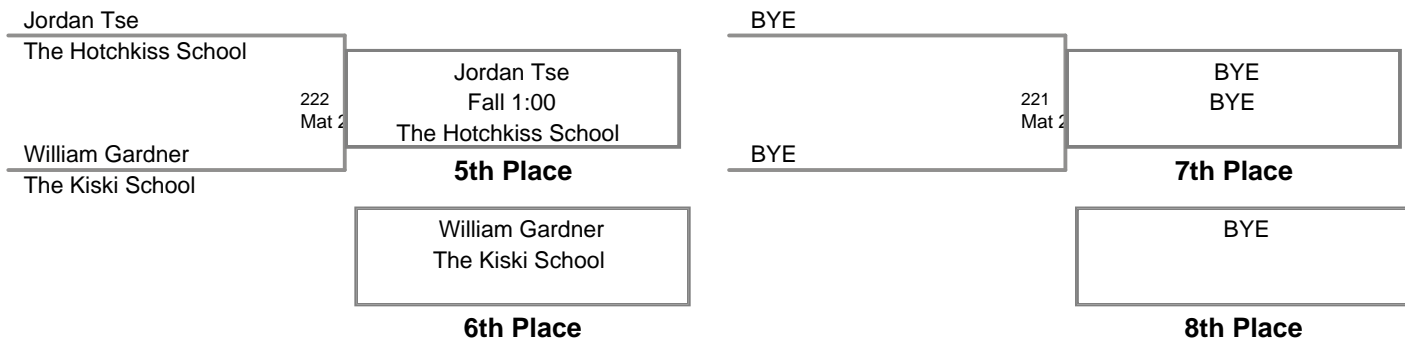 Jordan Tse
The Hotchkiss School
222
Mat 2
William Gardner
The Kiski School
Jordan Tse
Fall 1:00
The Hotchkiss School
5th Place
William Gardner
The Kiski School
6th Place
BYE
221
Mat 2
BYE
BYE
BYE
7th Place
BYE
8th Place